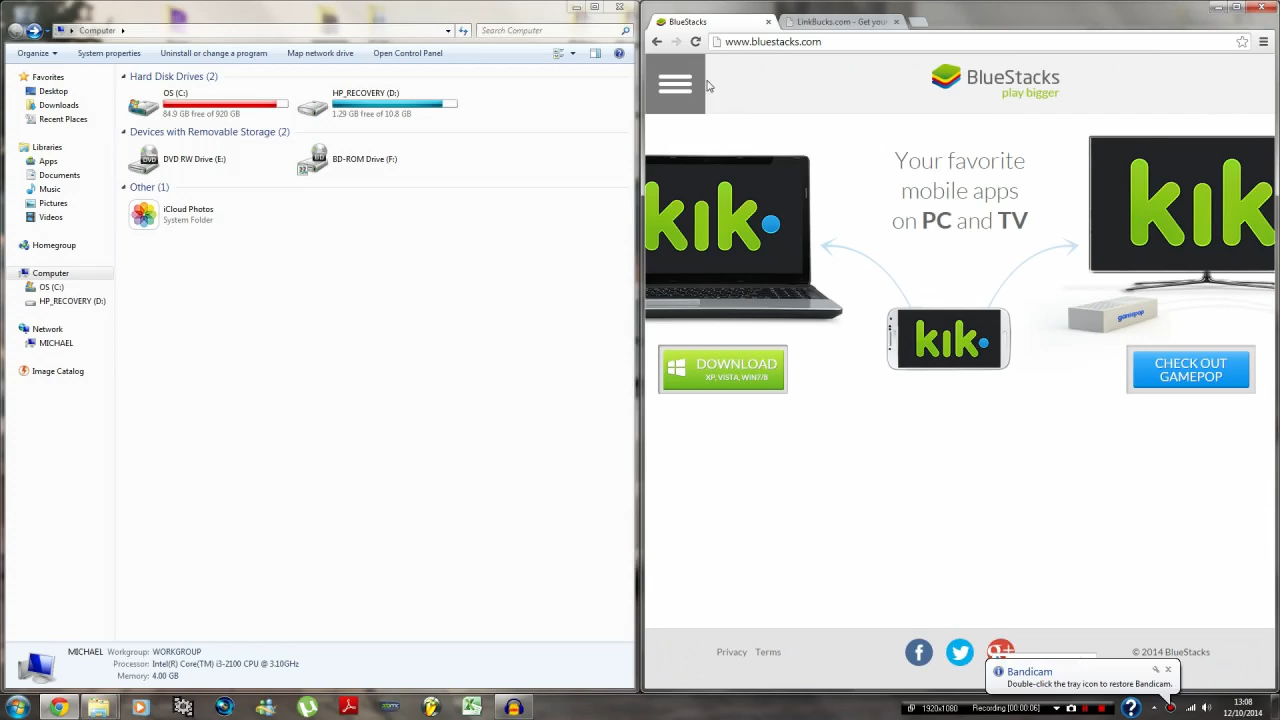 Computer
Search Computer
Organize
System properties
Uninstall or change a program
Map network drive
Open Control Panel
Favorites
Desktop
Downloads
Recent Places
Libraries
Apps
Documents
Music
Pictures
Videos
Homegroup
Computer
OS (C:)
HP_RECOVERY (D:)
Network
MICHAEL
Image Catalog
Hard Disk Drives (2)
OS (C:)
84.9 GB free of 920 GB
HP_RECOVERY (D:)
1.29 GB free of 10.8 GB
Devices with Removable Storage (2)
DVD RW Drive (E:)
BD-ROM Drive (F:)
Other (1)
iCloud Photos
System Folder
MICHAEL Workgroup: WORKGROUP
Processor: Intel(R) Core(TM) i3-2100 CPU @ 3.10GHz
Memory: 4.00 GB
BlueStacks
LinkBucks.com - Get your
www.bluestacks.com
BlueStacks
play bigger
Your favorite
mobile apps
on PC and TV
kik
kik
kik
gamepop
DOWNLOAD
XP, VISTA, WIN7/8
CHECK OUT
GAMEPOP
Privacy
Terms
© 2014 BlueStacks
Bandicam
Double-click the tray icon to restore Bandicam.
1920x1080
Recording [00:00:06]
13:08
12/10/2014